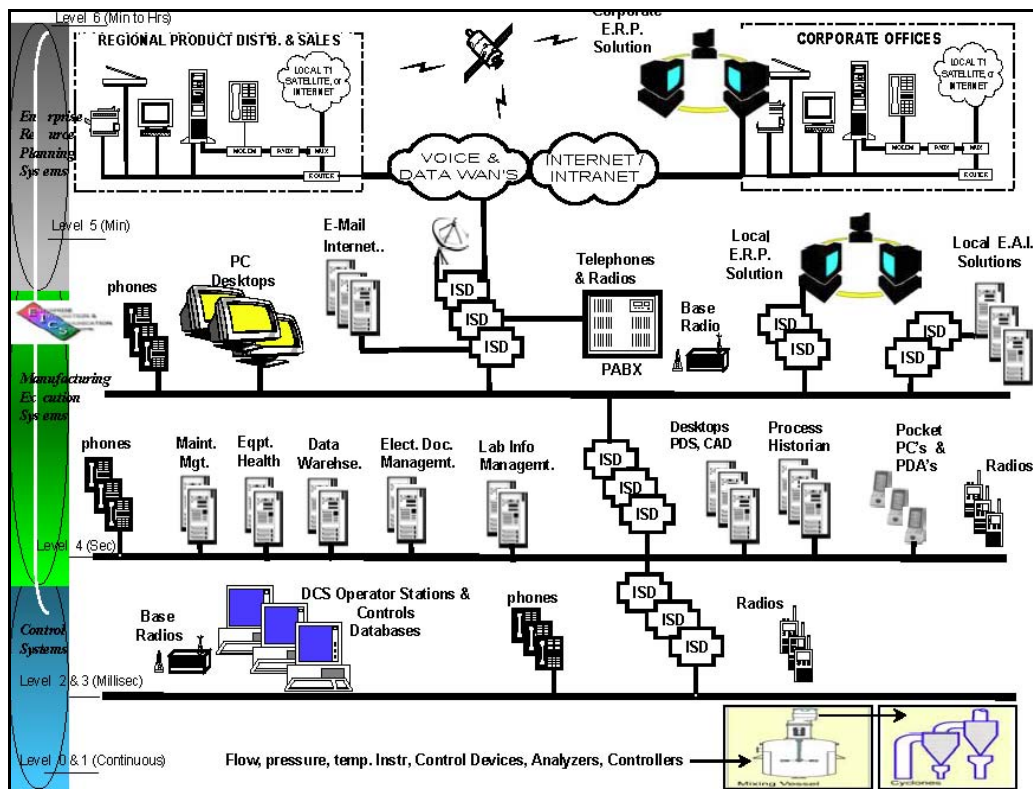 Level 6 (Min to Hrs)
REGIONAL PRODUCT DIST'B. & SALES
LOCAL T1
SATELLITE, or
INTERNET
MODEM
PABX
MUX
ROUTER
Corporate
E.R.P.
Solution
CORPORATE OFFICES
LOCAL T1
SATELLITE, or
INTERNET
MODEM
PABX
MUX
ROUTER
Planning
Systems
VOICE &
DATA WAN'S
INTERNET /
INTRANET
Level 5 (Min)
phones
PC
Desktops
E-Mail
Internet..
ISD
ISD
ISD
Telephones
& Radios
PABX
Base
Radio
Local
E.R.P.
Solution
ISD
ISD
Local E.A.I.
Solutions
ISD
ISD
Manufacturing
Systems
phones
Maint.
Mgt.
Eqpt.
Health
Data
Warehse.
Elect. Doc.
Managemt.
Lab Info
Managemt.
ISD
ISD
ISD
Desktops
PDS, CAD
Process
Historian
Pocket
PC's &
PDA's
Radios
Level 4 (Sec)
Control
Systems
Base
Radios
DCS Operator Stations &
Controls
Databases
phones
ISD
ISD
ISD
Radios
Level 2 & 3 (Millisec)
Level 0 & 1 (Continuous)
Flow, pressure, temp. Instr, Control Devices, Analyzers, Controllers
Mixing Vessel
Cyclones